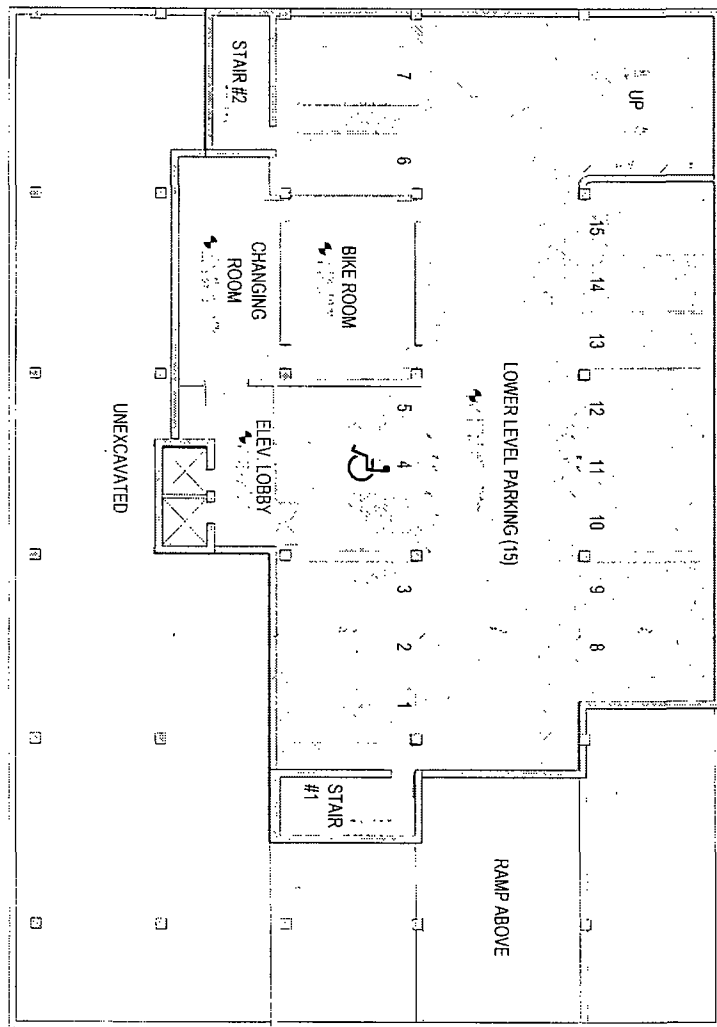 STAIR #2
7
UP
6
15
14
13
CHANGING
ROOM
BIKE ROOM
LOWER LEVEL PARKING (15)
5
4
12
11
10
ELEV. LOBBY
UNEXCAVATED
3
2
1
9
8
STAIR
#1
RAMP ABOVE